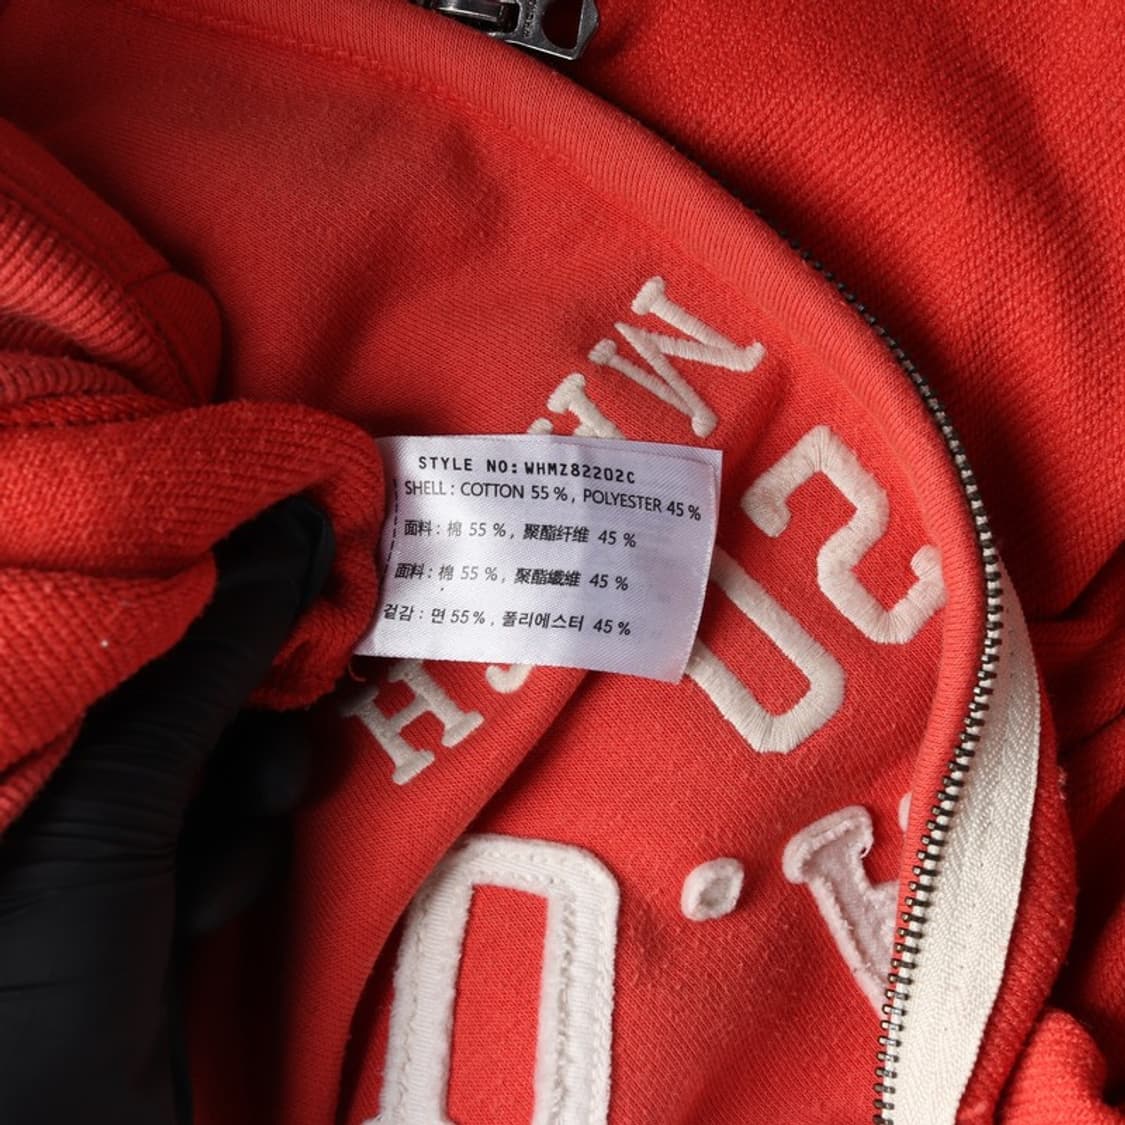 STYLE NO: WHMZ82202C
SHELL : COTTON 55 % , POLYESTER 45 %
面料 : 棉 55 % , 聚酯纤维 45 %
面料 : 棉 55 % , 聚酯纖維 45 %
겉감 : 면 55 % , 폴리에스터 45 %